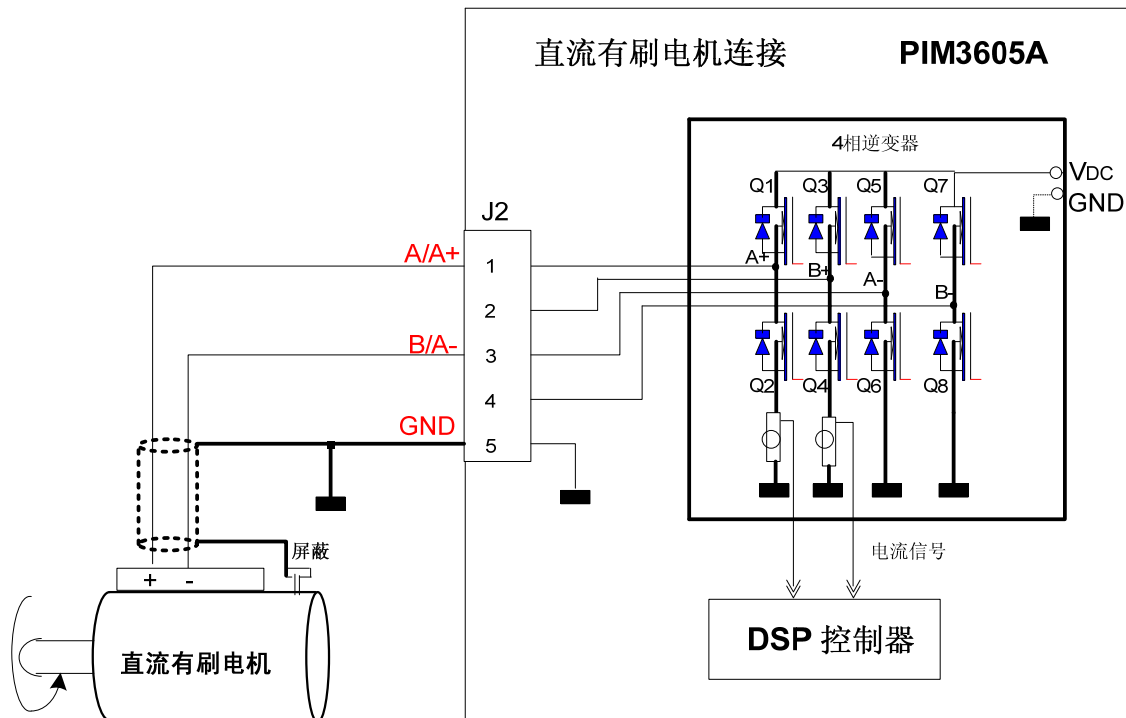 直流有刷电机连接 PIM3605A
4相逆变器
Q1 Q3 Q5 Q7
VDC
GND
J2
A/A+ 1
A+ B+ A- B-
2
B/A- 3
Q2 Q4 Q6 Q8
4
GND 5
电流信号
屏蔽
+ -
DSP 控制器
直流有刷电机